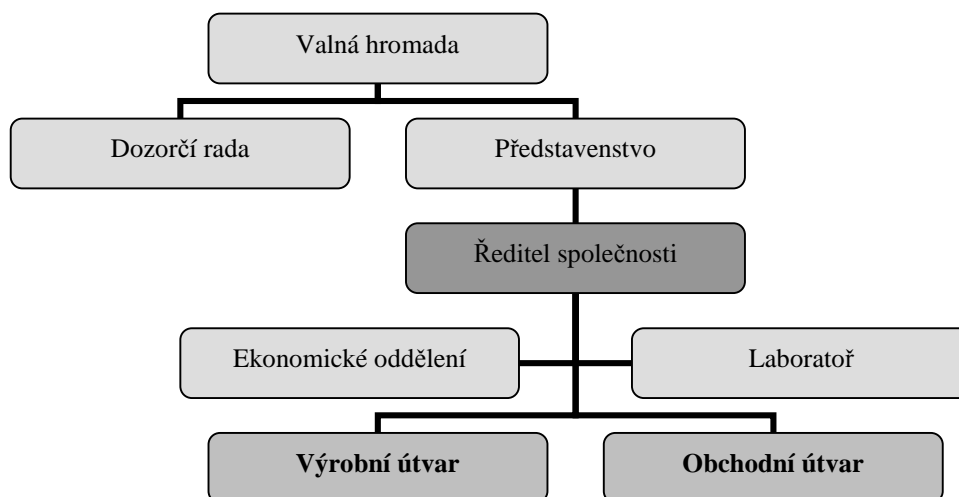 Valná hromada
Dozorčí rada
Představenstvo
Ředitel společnosti
Ekonomické oddělení
Laboratoř
Výrobní útvar
Obchodní útvar